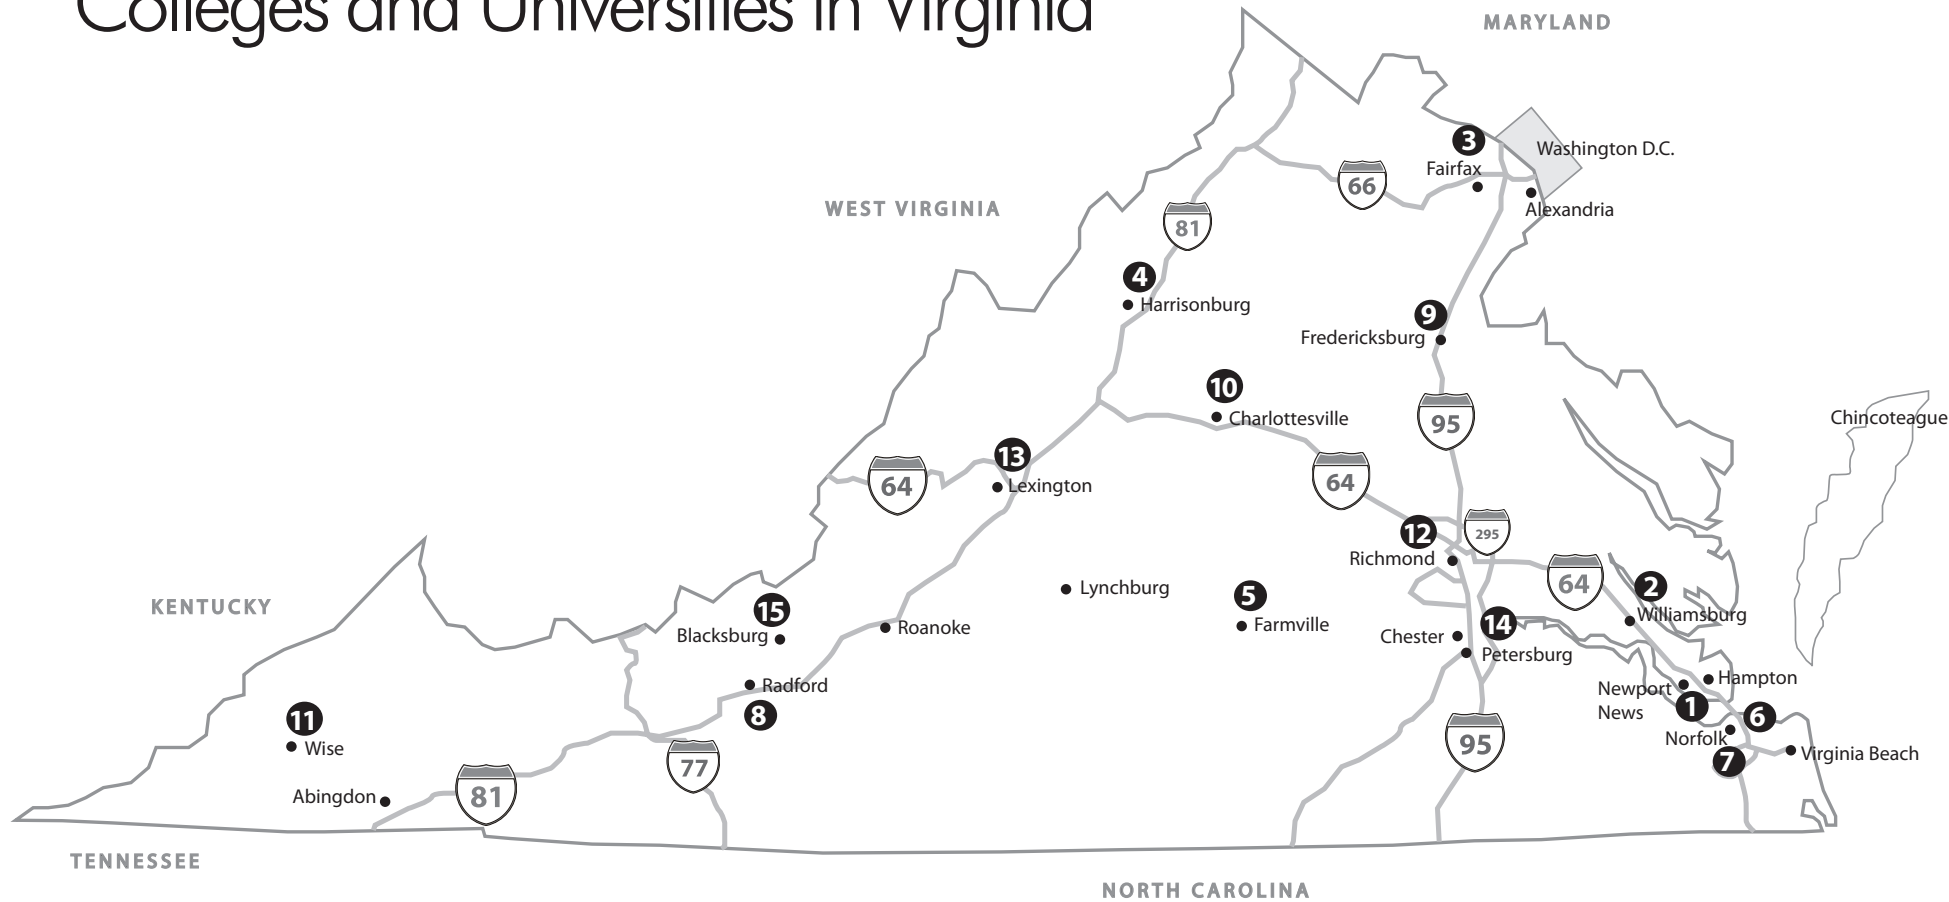 Colleges and Universities in Virginia
MARYLAND
3
Washington D.C.
Fairfax
66
WEST VIRGINIA
Alexandria
81
4
Harrisonburg
9
Fredericksburg
10
Charlottesville
95
Chincoteague
13
64
Lexington
64
12
295
Richmond
64
2
Lynchburg
5
KENTUCKY
15
Williamsburg
Blacksburg
Roanoke
Farmville
14
Chester
Petersburg
Radford
Hampton
Newport
News
1
8
6
11
Wise
Norfolk
95
Virginia Beach
7
77
Abingdon
81
TENNESSEE
NORTH CAROLINA